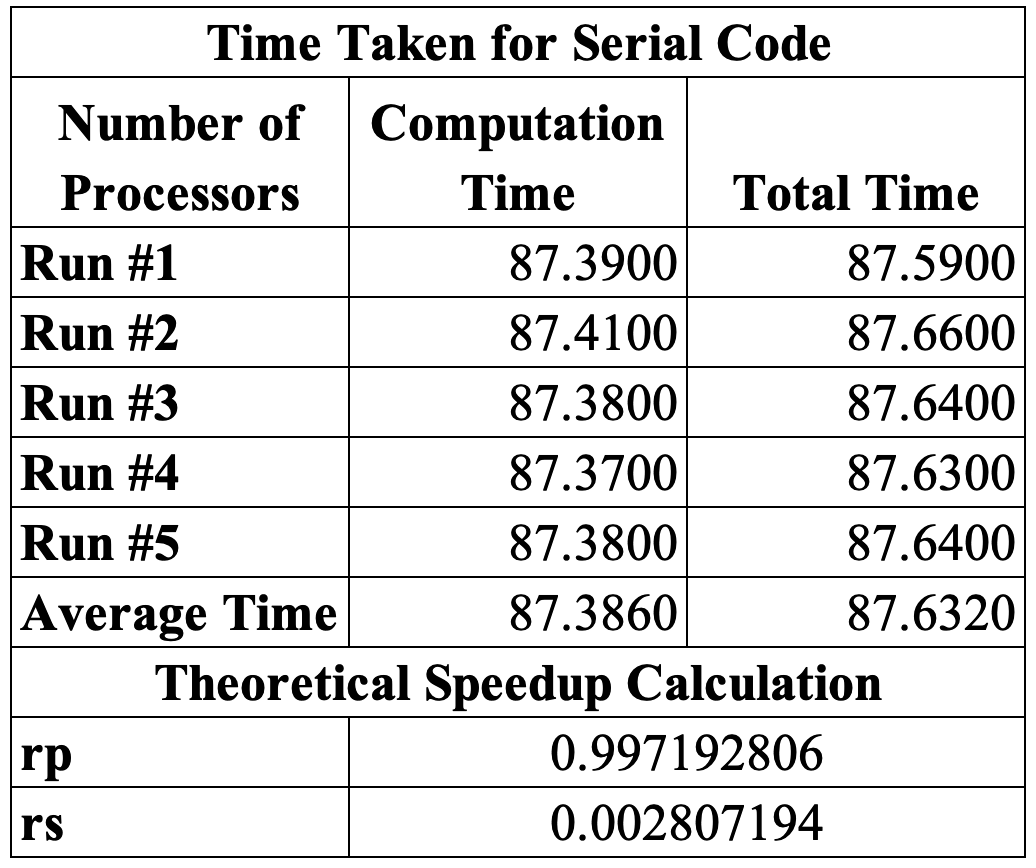 Time Taken for Serial Code
Number of Processors Computation Time Total Time
Run #1 87.3900 87.5900
Run #2 87.4100 87.6600
Run #3 87.3800 87.6400
Run #4 87.3700 87.6300
Run #5 87.3800 87.6400
Average Time 87.3860 87.6320
Theoretical Speedup Calculation
rp 0.997192806
rs 0.002807194